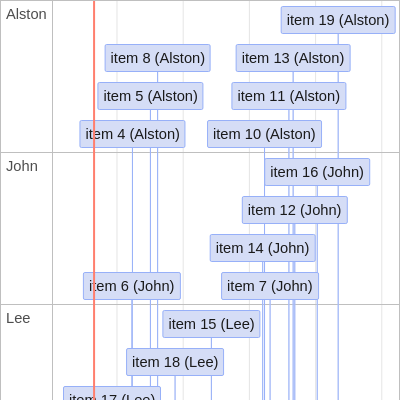 Alston
item 19 (Alston)
item 8 (Alston)
item 13 (Alston)
item 5 (Alston)
item 11 (Alston)
item 4 (Alston)
item 10 (Alston)
John
item 16 (John)
item 12 (John)
item 14 (John)
item 6 (John)
item 7 (John)
Lee
item 15 (Lee)
item 18 (Lee)
item 17 (Lee)